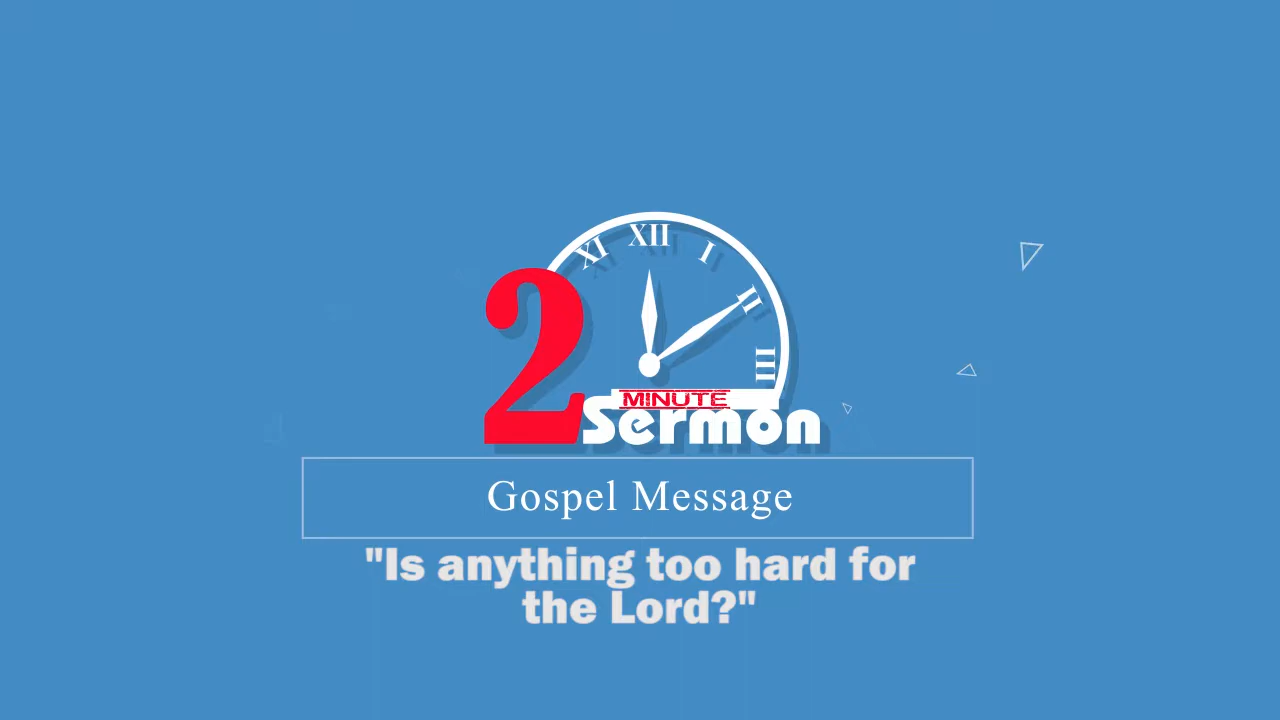 XI XII I II III
2 MINUTE
Sermon
Gospel Message
"Is anything too hard for
the Lord?"